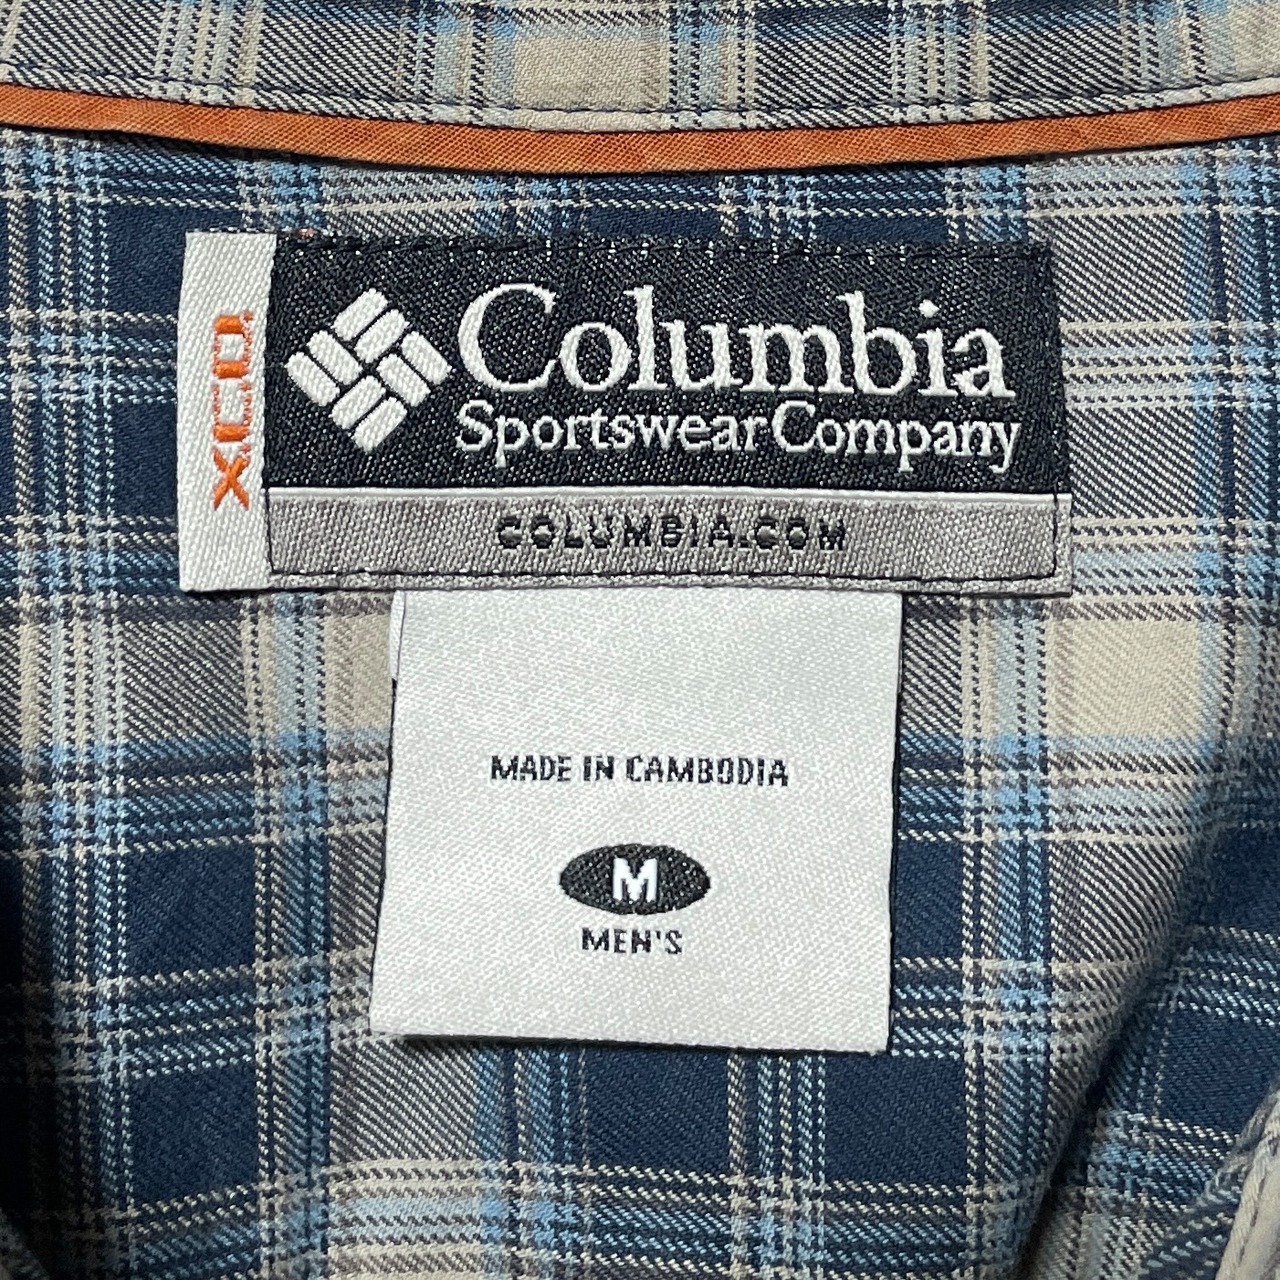 XCO.
Columbia
Sportswear Company
COLUMBIA.COM
MADE IN CAMBODIA
M
MEN'S